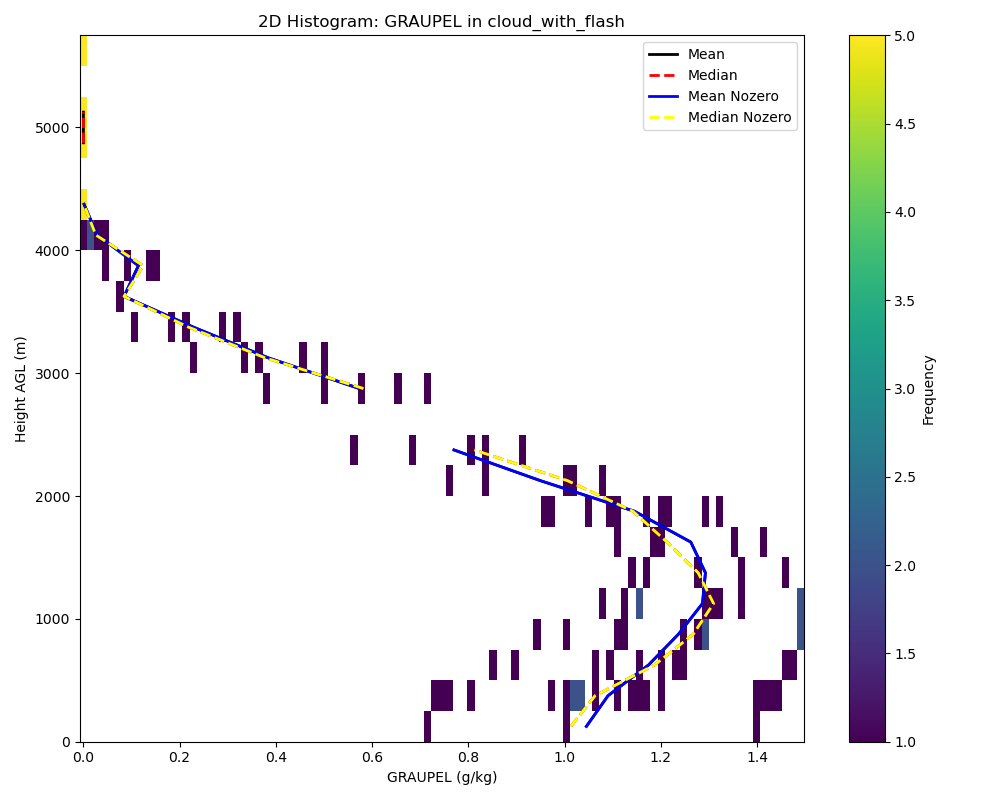 2D Histogram: GRAUPEL in cloud_with_flash
Mean
Median
Mean Nozero
Median Nozero
Height AGL (m)
5000
4000
3000
2000
1000
0
0.0 0.2 0.4 0.6 0.8 1.0 1.2 1.4
GRAUPEL (g/kg)
5.0
4.5
4.0
3.5
3.0
2.5
2.0
1.5
1.0
Frequency